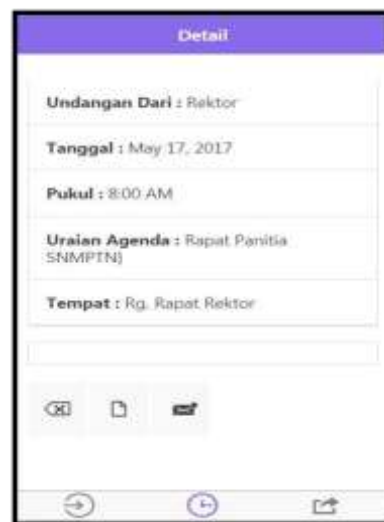 Detail
Undangan Dari : Rektor
Tanggal : May 17, 2017
Pukul : 8:00 AM
Uraian Agenda : Rapat Panitia
SNMPTN)
Tempat : Rg. Rapat Rektor